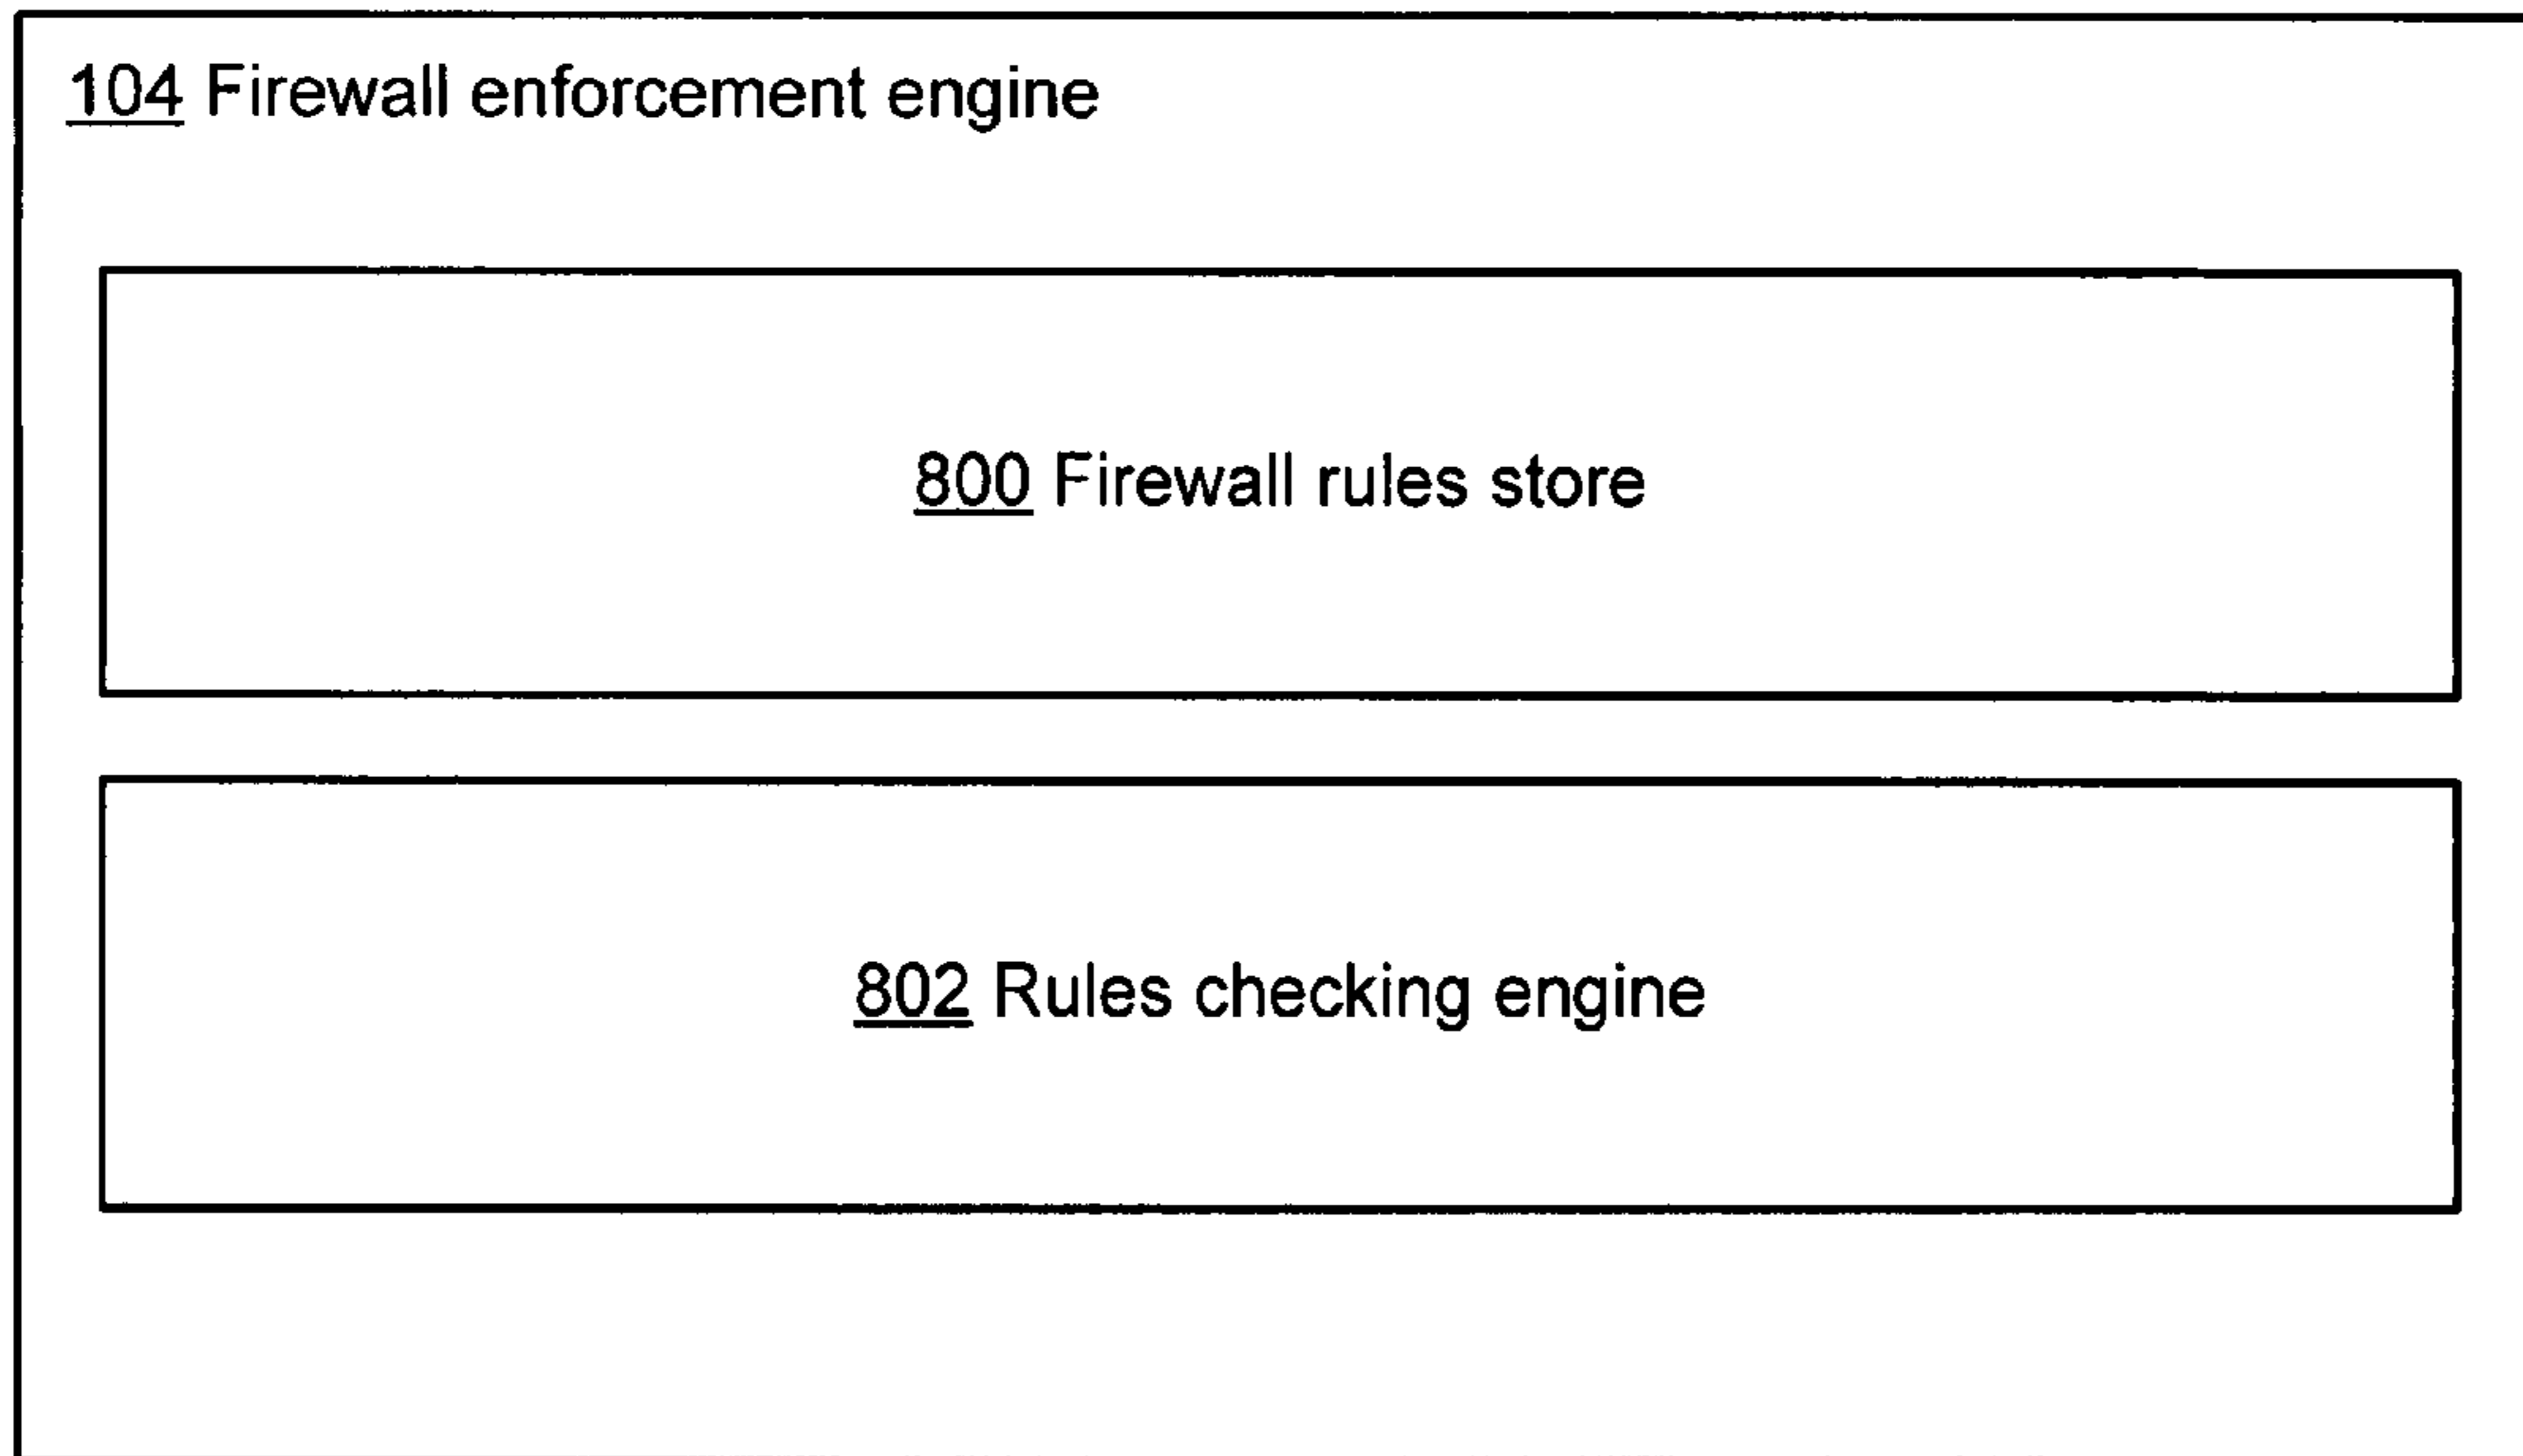 104 Firewall enforcement engine
800 Firewall rules store
802 Rules checking engine